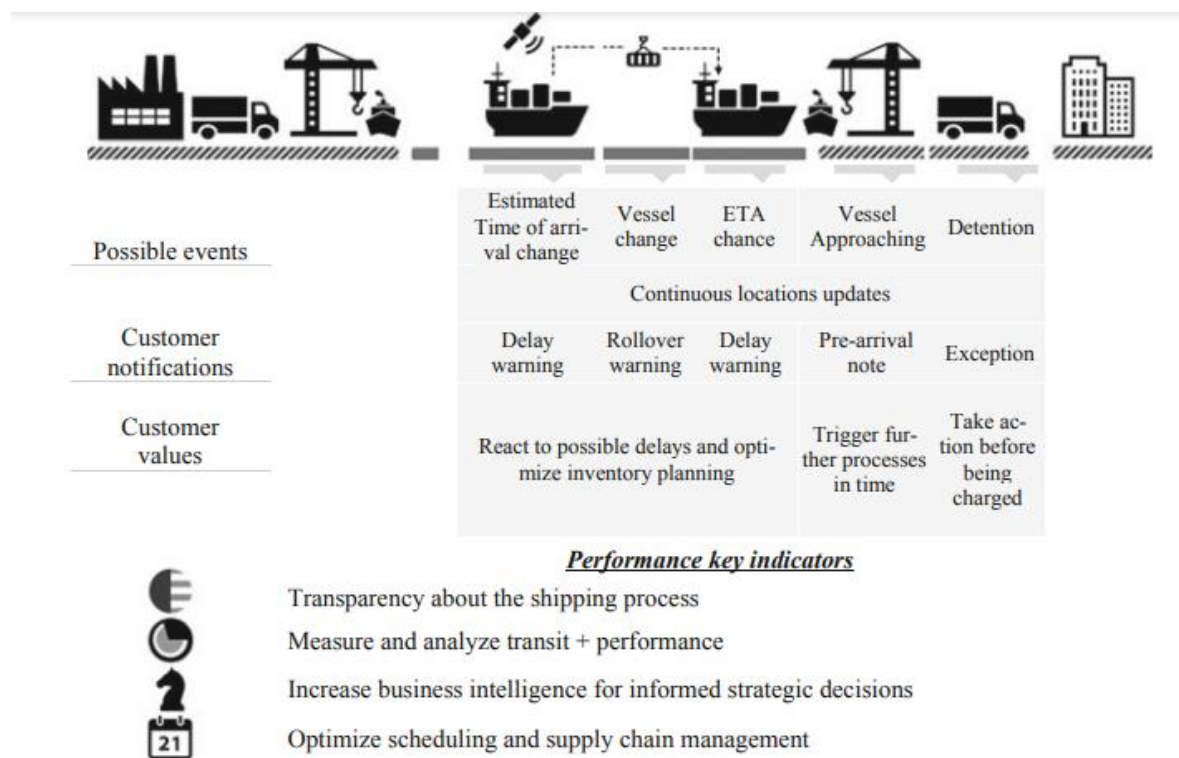 Possible events
Estimated
Time of arri-
val change
Vessel
change
ETA
chance
Vessel
Approaching
Detention
Continuous locations updates
Customer
notifications
Delay
warning
Rollover
warning
Delay
warning
Pre-arrival
note
Exception
Customer
values
React to possible delays and opti-
mize inventory planning
Trigger fur-
ther processes
in time
Take ac-
tion before
being
charged
Performance key indicators
Transparency about the shipping process
Measure and analyze transit + performance
Increase business intelligence for informed strategic decisions
21
Optimize scheduling and supply chain management